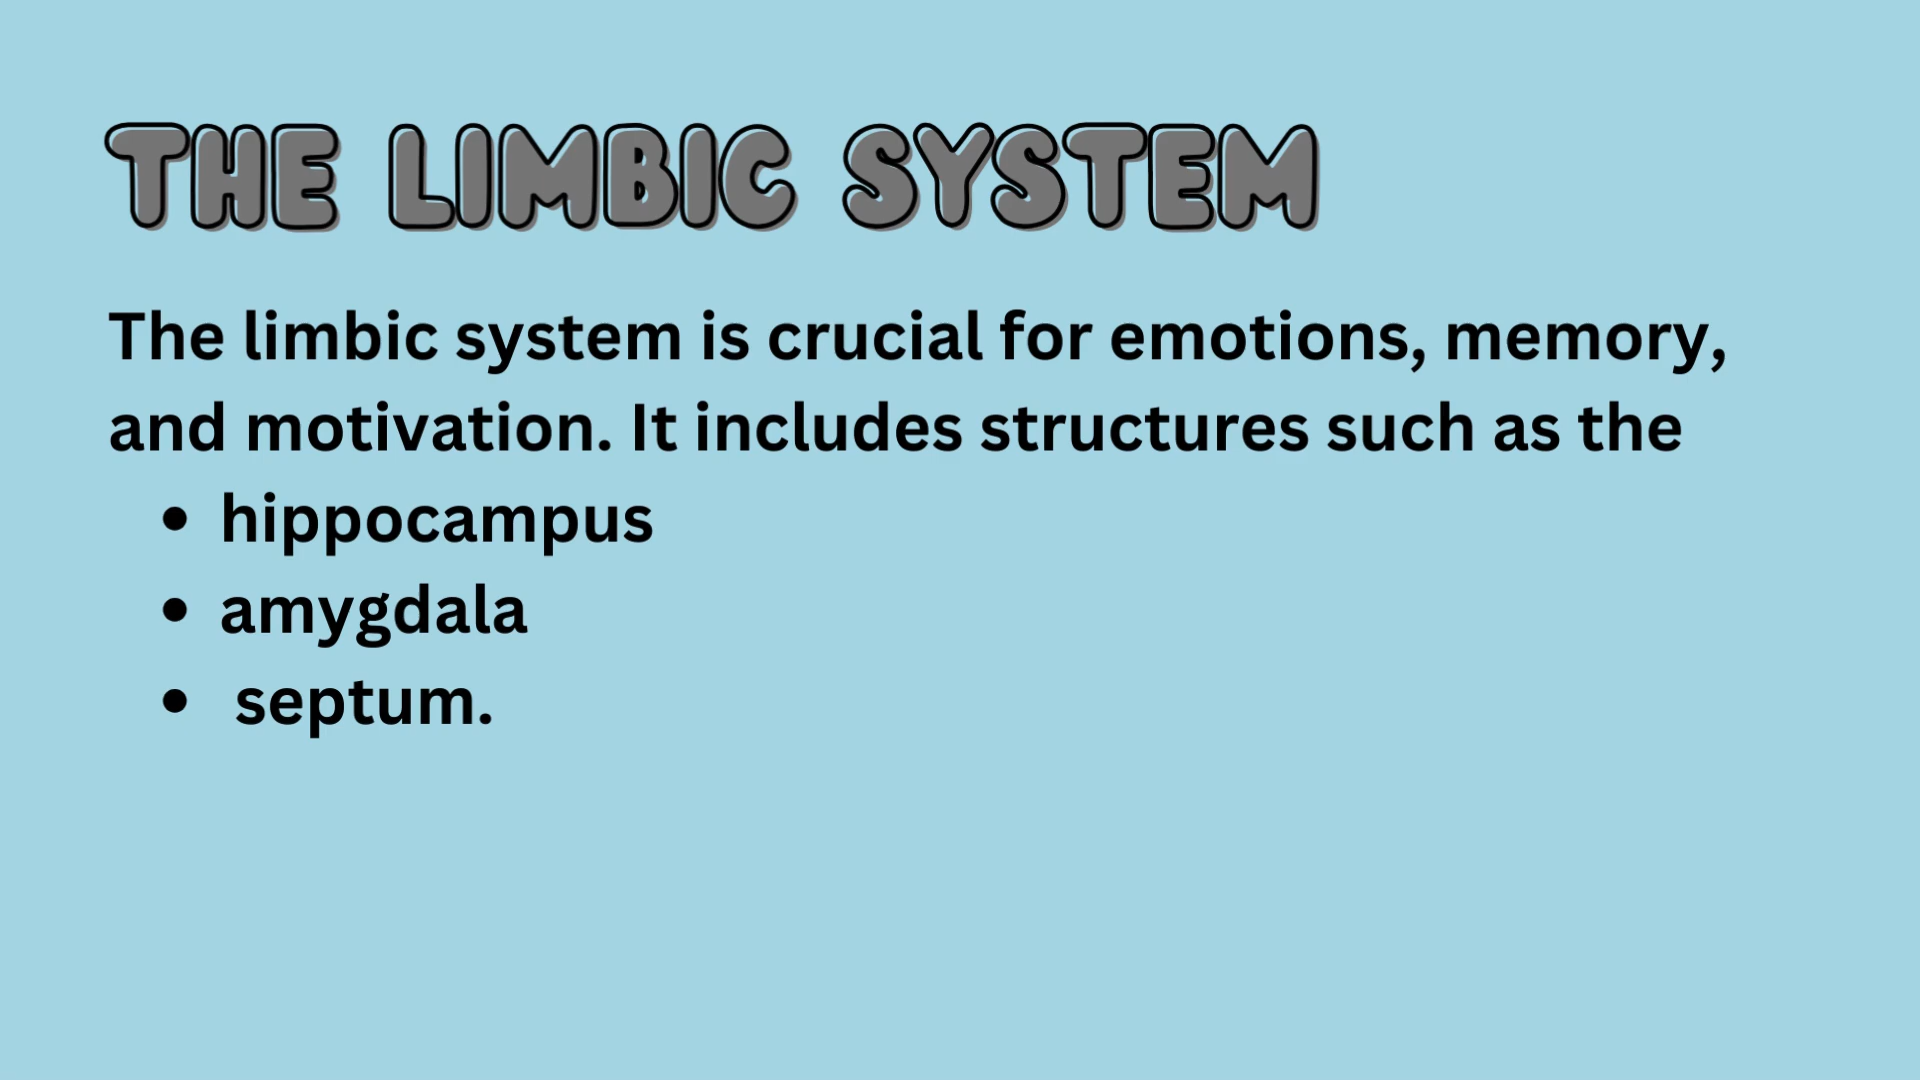 THE LIMBIC SYSTEM
The limbic system is crucial for emotions, memory,
and motivation. It includes structures such as the
• hippocampus
• amygdala
• septum.